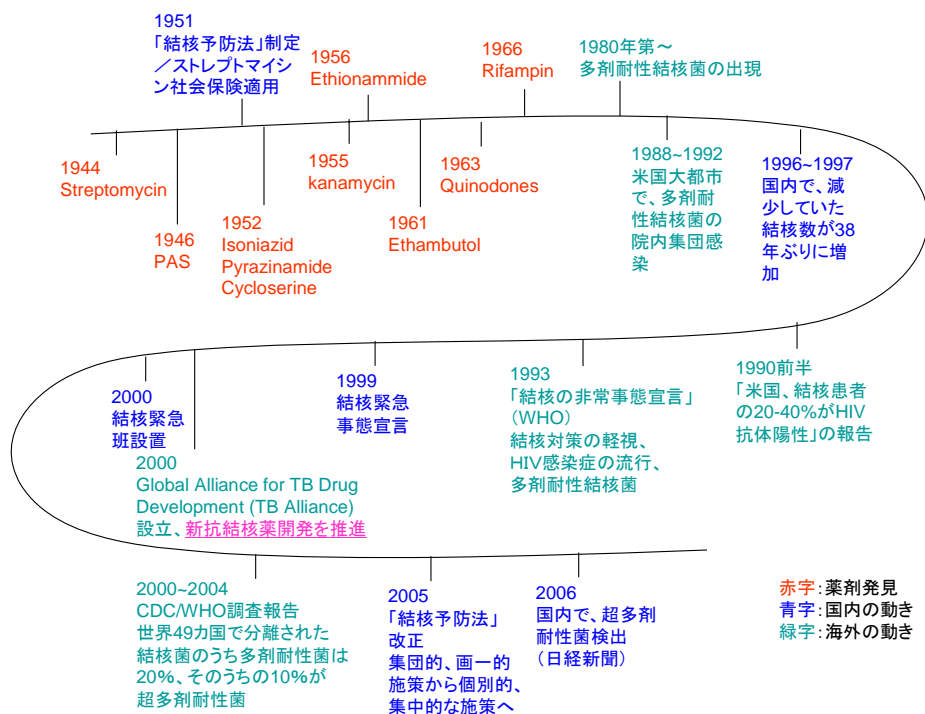 1951
「結核予防法」制定
／ストレプトマイシ
ン社会保険適用
1956
Ethionammide
1966
Rifampin
1980年第～
多剤耐性結核菌の出現
1944
Streptomycin
1946
PAS
1952
Isoniazid
Pyrazinamide
Cycloserine
1955
kanamycin
1961
Ethambutol
1963
Quinodones
1988~1992
米国大都市
で、多剤耐
性結核菌の
院内集団感
染
1996~1997
国内で、減
少していた
結核数が38
年ぶりに増
加
1990前半
「米国、結核患者
の20-40%がHIV
抗体陽性」の報告
1993
「結核の非常事態宣言」
（WHO）
結核対策の軽視、
HIV感染症の流行、
多剤耐性結核菌
1999
結核緊急
事態宣言
2000
結核緊急
班設置
2000
Global Alliance for TB Drug
Development (TB Alliance)
設立、新抗結核薬開発を推進
2000~2004
CDC/WHO調査報告
世界49カ国で分離された
結核菌のうち多剤耐性菌は
20%、そのうちの10%が
超多剤耐性菌
2005
「結核予防法」
改正
集団的、画一的
施策から個別的、
集中的な施策へ
2006
国内で、超多剤
耐性菌検出
（日経新聞）
赤字：薬剤発見
青字：国内の動き
緑字：海外の動き